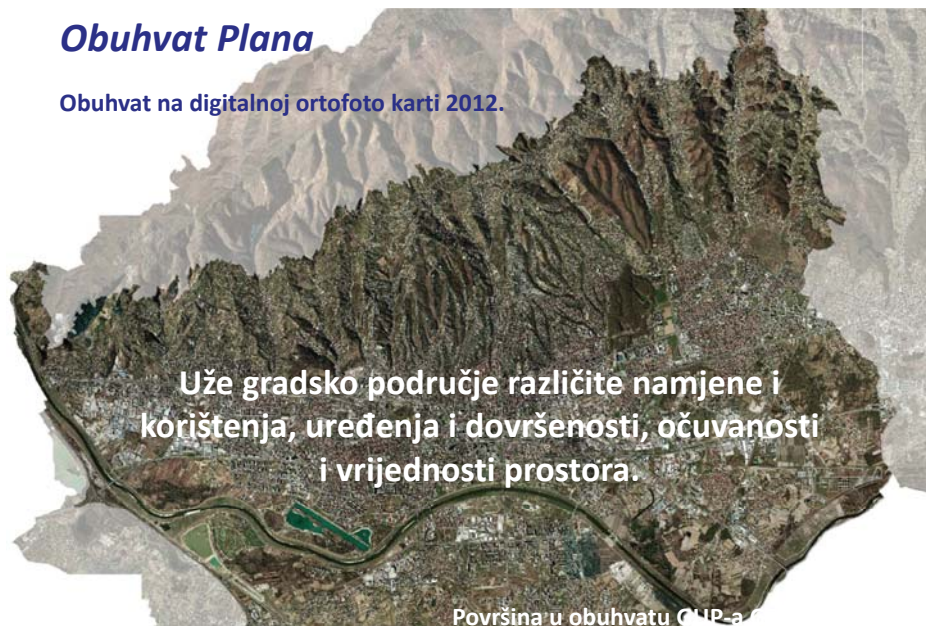 Obuhvat Plana
Obuhvat na digitalnoj ortofoto karti 2012.
Uže gradsko područje različite namjene i
korištenja, uređenja i dovršenosti, očuvanosti
i vrijednosti prostora.
Površina u obuhvatu GUP-a